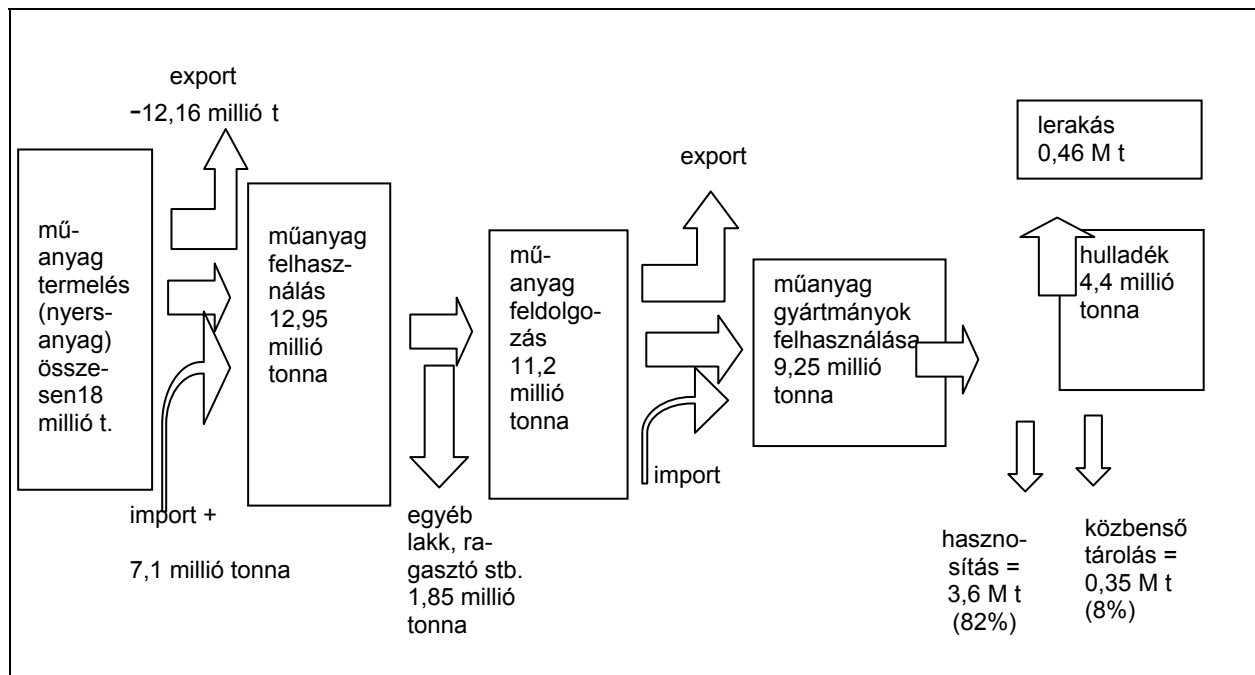 export
−12,16 millió t
mű-
anyag
termelés
(nyers-
anyag)
össze-
sen18
millió t.
import +
7,1 millió tonna
műanyag
felhasz-
nálás
12,95
millió
tonna
egyéb
lakk, ra-
gasztó stb.
1,85 millió
tonna
mű-
anyag
feldolgo-
zás
11,2
millió
tonna
export
import
műanyag
gyártmányok
felhasználása
9,25 millió
tonna
lerakás
0,46 M t
hulladék
4,4 millió
tonna
haszno-
sítás =
3,6 M t
(82%)
közbenső
tárolás =
0,35 M t
(8%)